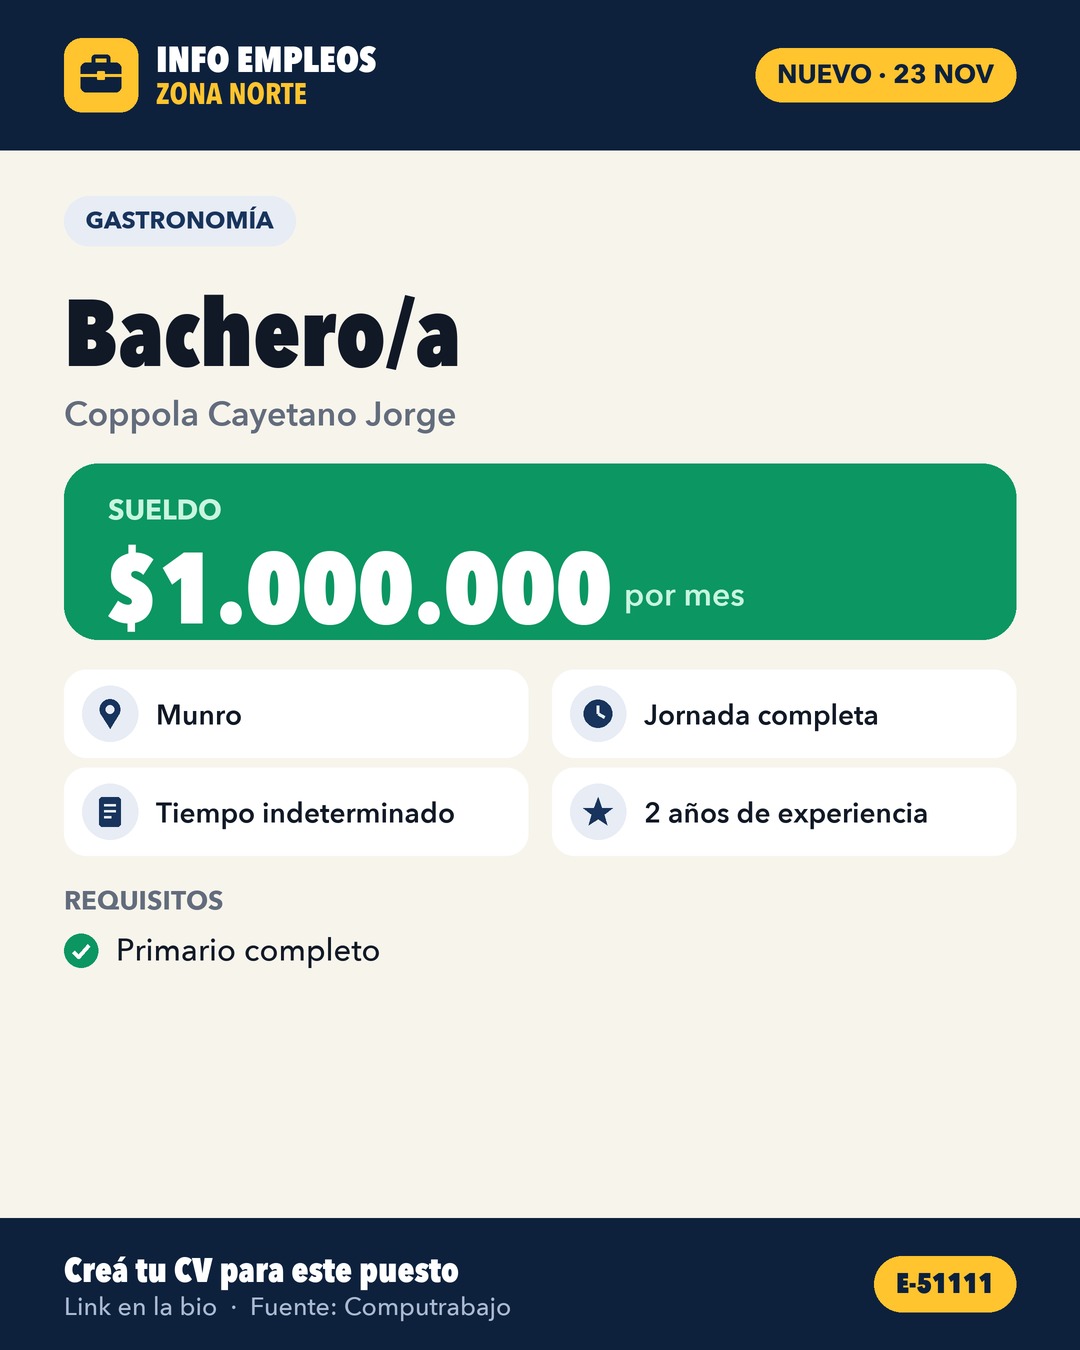 INFO EMPLEOS
ZONA NORTE
NUEVO · 23 NOV
GASTRONOMÍA
Bachero/a
Coppola Cayetano Jorge
SUELDO
$1.000.000 por mes
Munro
Jornada completa
Tiempo indeterminado
2 años de experiencia
REQUISITOS
Primario completo
Creá tu CV para este puesto
Link en la bio · Fuente: Computrabajo
E-51111